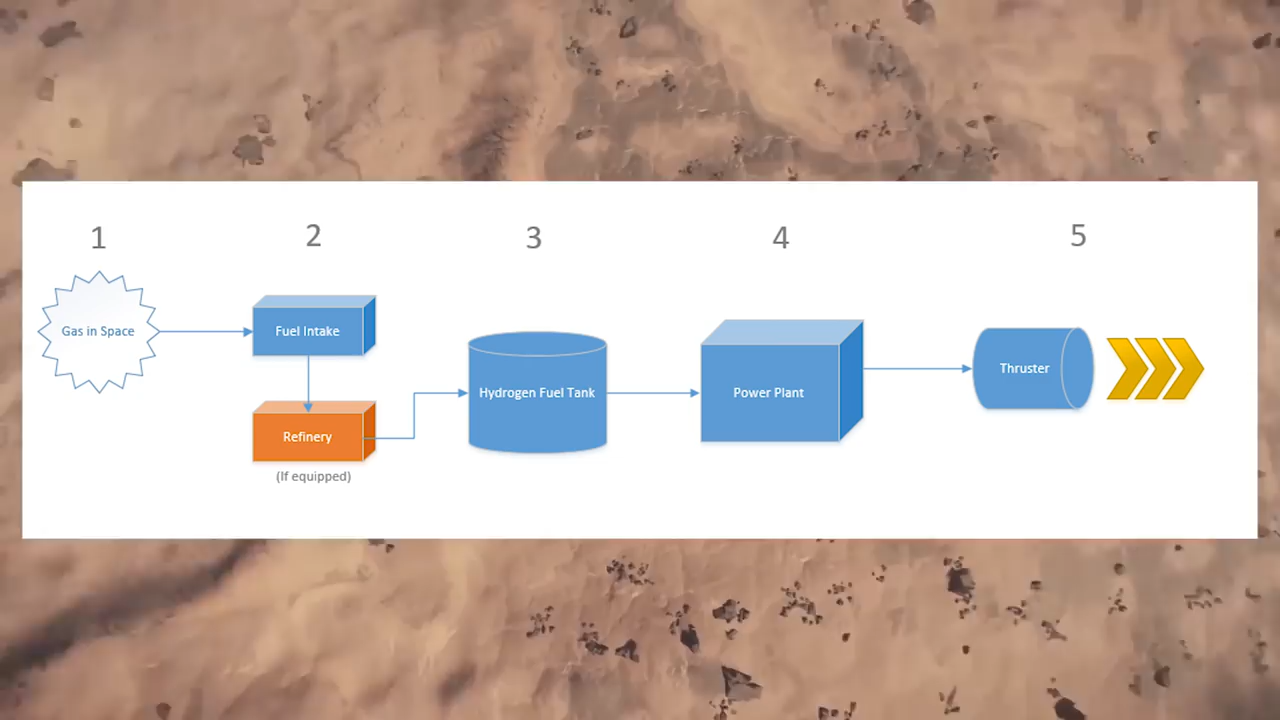 1
2
3
4
5
Gas in Space
Fuel Intake
Refinery
(If equipped)
Hydrogen Fuel Tank
Power Plant
Thruster